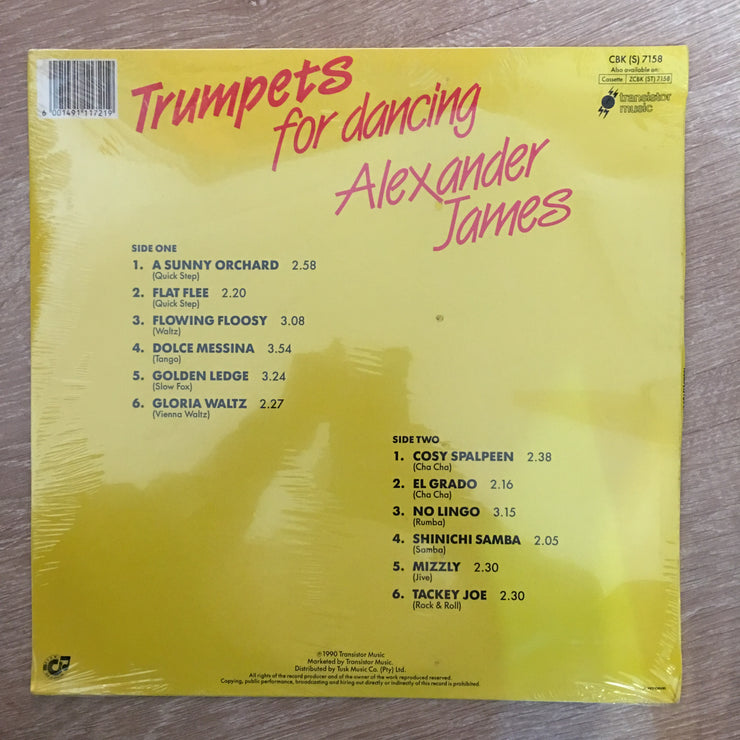 6 001491 117219
Trumpets
for dancing
Alexander
James
CBK (S) 7158
Also available on:
Cassette ZCBK (ST) 7158
transistor
music
SIDE ONE
1. A SUNNY ORCHARD 2.58
(Quick Step)
2. FLAT FLEE 2.20
(Quick Step)
3. FLOWING FLOOSY 3.08
(Waltz)
4. DOLCE MESSINA 3.54
(Tango)
5. GOLDEN LEDGE 3.24
(Slow Fox)
6. GLORIA WALTZ 2.27
(Vienna Waltz)
SIDE TWO
1. COSY SPALPEEN 2.38
(Cha Cha)
2. EL GRADO 2.16
(Cha Cha)
3. NO LINGO 3.15
(Rumba)
4. SHINICHI SAMBA 2.05
(Samba)
5. MIZZLY 2.30
(Jive)
6. TACKEY JOE 2.30
(Rock & Roll)
℗1990 Transistor Music
Marketed by Transistor Music.
Distributed by Tusk Music Co. (Pty) Ltd.
All rights of the record producer and of the owner of the work reproduced reserved.
Copying, public performance, broadcasting and hiring out directly or indirectly of this record is prohibited.